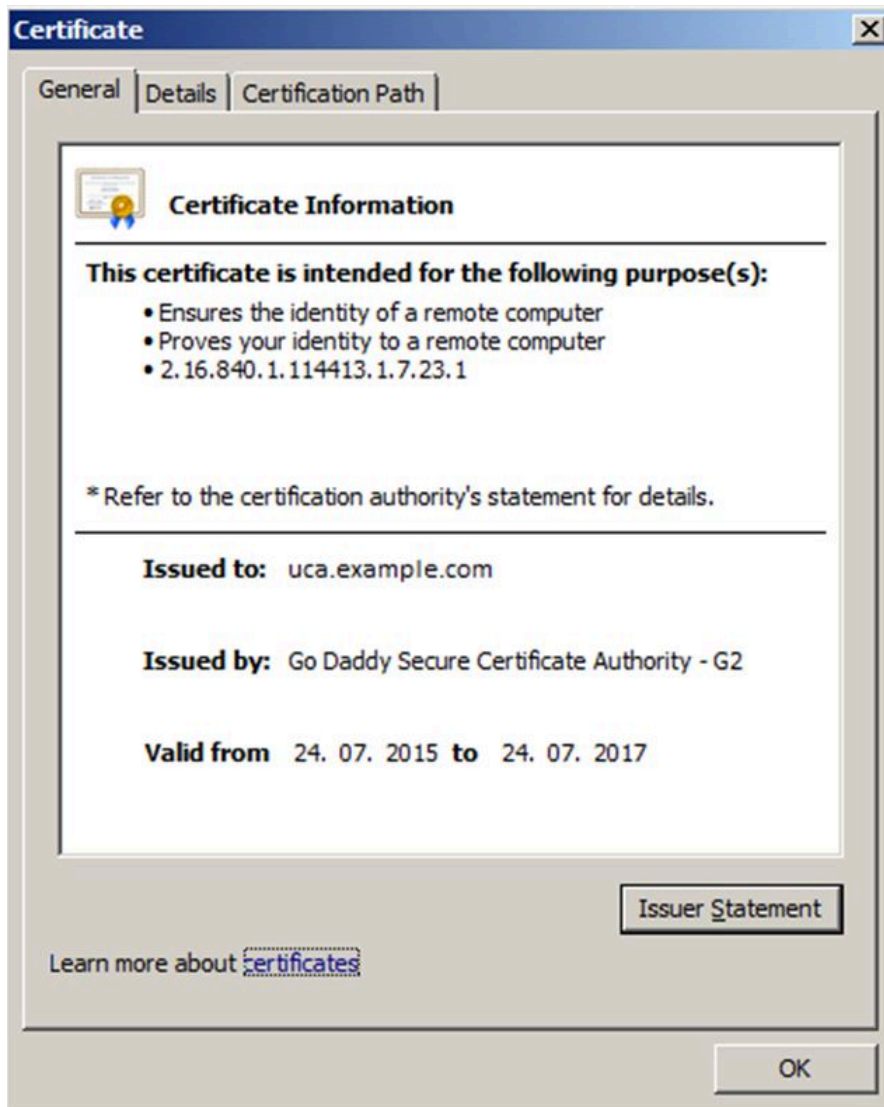 Certificate
General
Details
Certification Path
Certificate Information
This certificate is intended for the following purpose(s):
• Ensures the identity of a remote computer
• Proves your identity to a remote computer
• 2.16.840.1.114413.1.7.23.1
* Refer to the certification authority's statement for details.
Issued to: uca.example.com
Issued by: Go Daddy Secure Certificate Authority - G2
Valid from 24. 07. 2015 to 24. 07. 2017
Issuer Statement
Learn more about certificates
OK